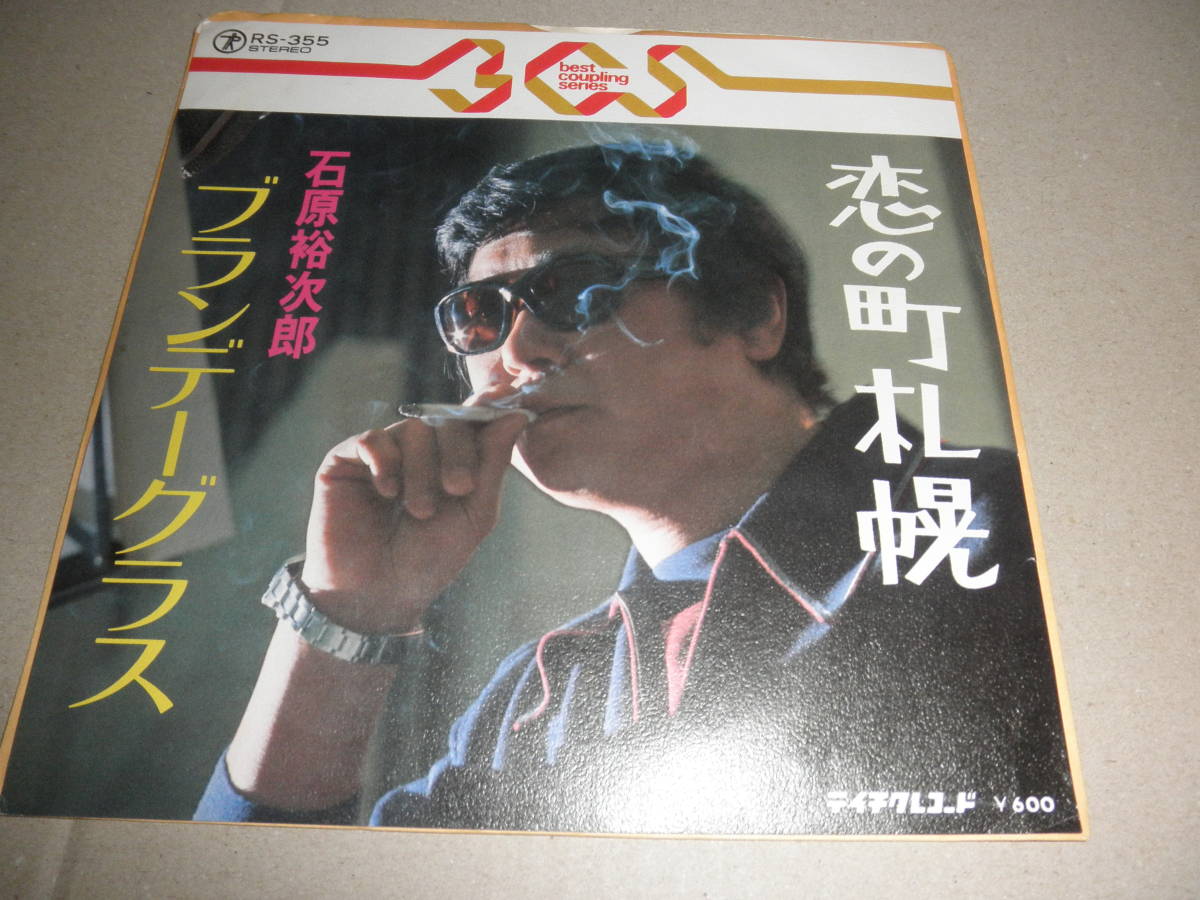 RS-355
STEREO
BCS
best
coupling
series
恋の町札幌
石原裕次郎
ブランデーグラス
テイチクレコード ¥600